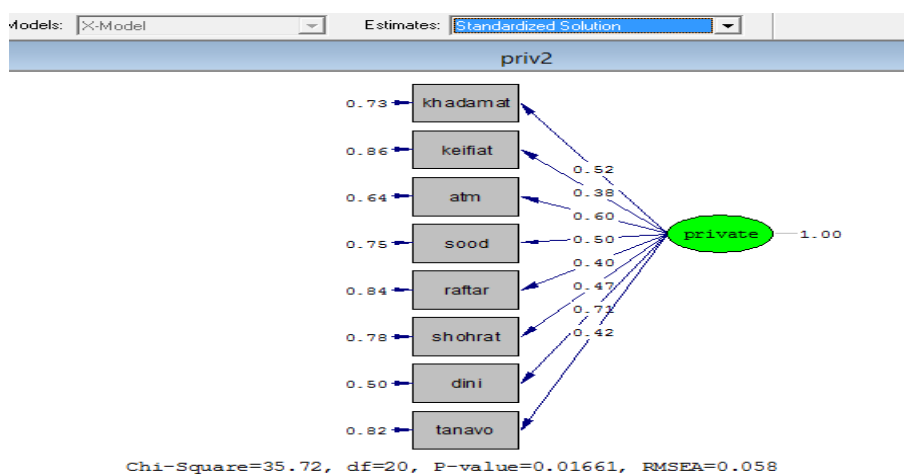 Models: X-Model Estimates: Standardized Solution
priv2
0.73 khadamat
0.86 keifiat
0.52
0.38
0.64 atm
0.60
0.75 sood
0.50
private 1.00
0.40
0.84 raftar
0.47
0.71
0.78 shohrat
0.42
0.50 dini
0.82 tanavo
Chi-Square=35.72, df=20, P-value=0.01661, RMSEA=0.058